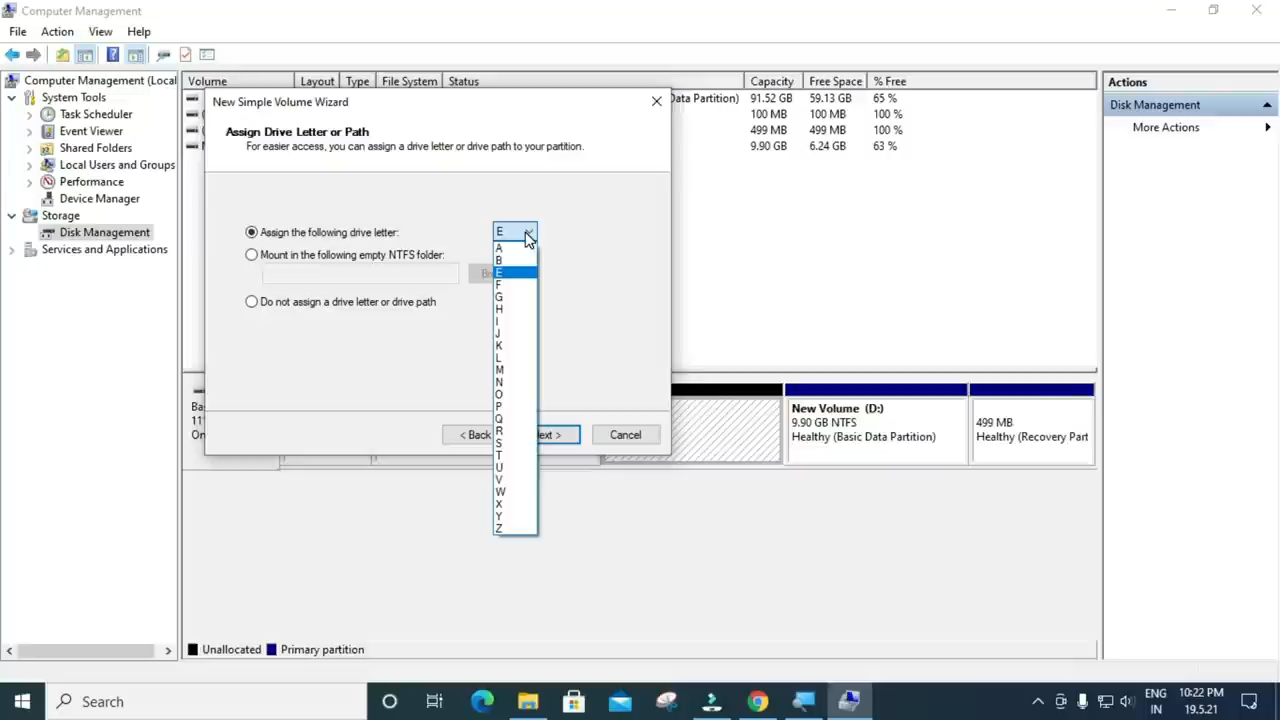 Computer Management
File Action View Help
Computer Management (Local
System Tools
Task Scheduler
Event Viewer
Shared Folders
Local Users and Groups
Performance
Device Manager
Storage
Disk Management
Services and Applications
Volume Layout Type File System Status Capacity Free Space % Free
Data Partition) 91.52 GB 59.13 GB 65 %
100 MB 100 MB 100 %
499 MB 499 MB 100 %
9.90 GB 6.24 GB 63 %
Actions
Disk Management
More Actions
New Simple Volume Wizard
Assign Drive Letter or Path
For easier access, you can assign a drive letter or drive path to your partition.
Assign the following drive letter: E
Mount in the following empty NTFS folder:
Do not assign a drive letter or drive path
A
B
E
F
G
H
I
J
K
L
M
N
O
P
Q
R
S
T
U
V
W
X
Y
Z
< Back ext > Cancel
Ba
11
On
New Volume (D:)
9.90 GB NTFS
Healthy (Basic Data Partition)
499 MB
Healthy (Recovery Part
Unallocated Primary partition
Search
ENG
IN
10:22 PM
19.5.21